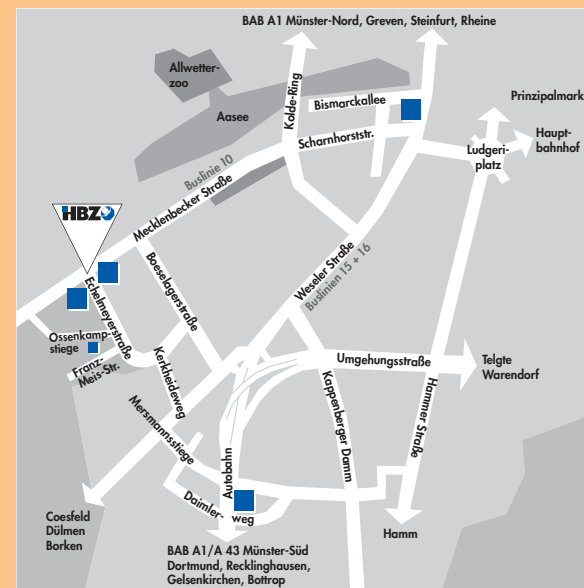 BAB A1 Münster-Nord, Greven, Steinfurt, Rheine
Allwetter-
zoo
Aasee
Kolde-Ring
Bismarckallee
Prinzipalmark
Scharnhorststr.
Haupt-
bahnhof
Ludgeri-
platz
Buslinie 10
Mecklenbecker Straße
HBZ
Boeselagerstraße
Weseler Straße
Buslinien 15 + 16
Echelmeyerstraße
Ossenkamp-
stiege
Franz-
Meis-Str.
Kerkheideweg
Umgehungsstraße
Telgte
Warendorf
Kappenberger Damm
Hammer Straße
Mersmannsstiege
Autobahn
Daimler-
weg
Coesfeld
Dülmen
Borken
Hamm
BAB A1/A 43 Münster-Süd
Dortmund, Recklinghausen,
Gelsenkirchen, Bottrop